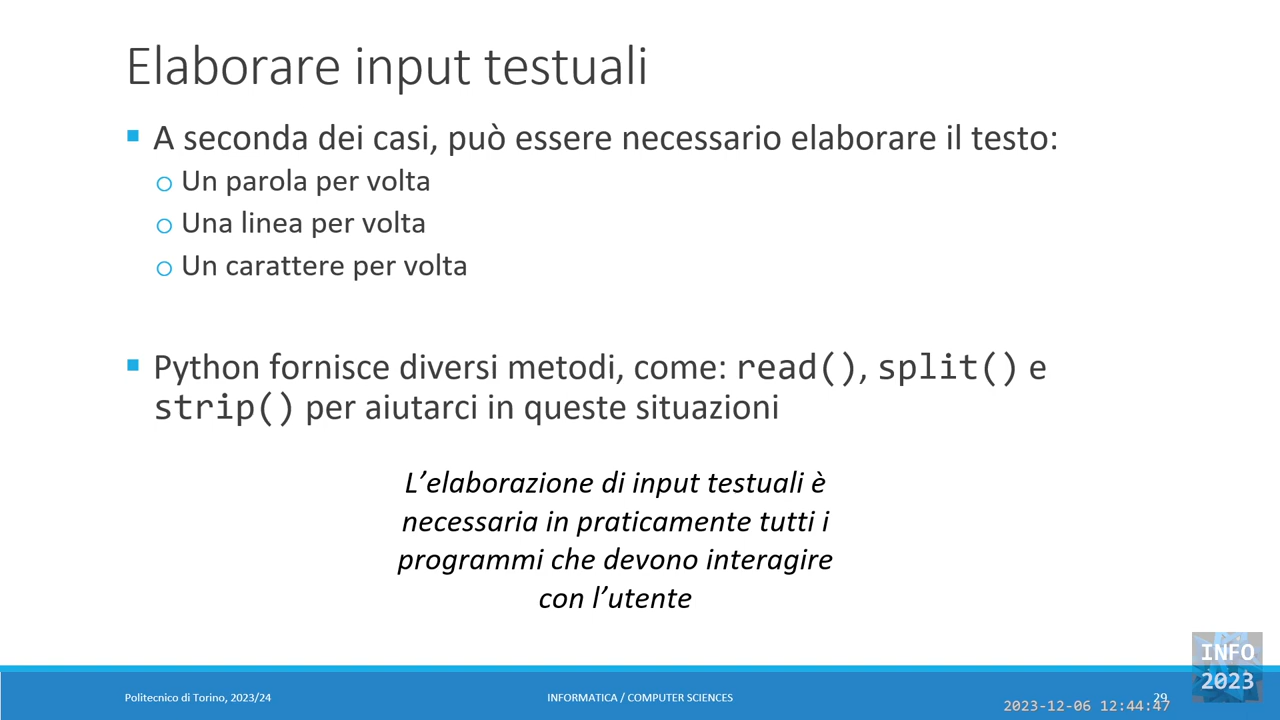 Elaborare input testuali
▪ A seconda dei casi, può essere necessario elaborare il testo:
o Un parola per volta
o Una linea per volta
o Un carattere per volta
▪ Python fornisce diversi metodi, come: read(), split() e
strip() per aiutarci in queste situazioni
L’elaborazione di input testuali è
necessaria in praticamente tutti i
programmi che devono interagire
con l’utente
INFO
2023
Politecnico di Torino, 2023/24
INFORMATICA / COMPUTER SCIENCES
29
2023-12-06 12:44:47